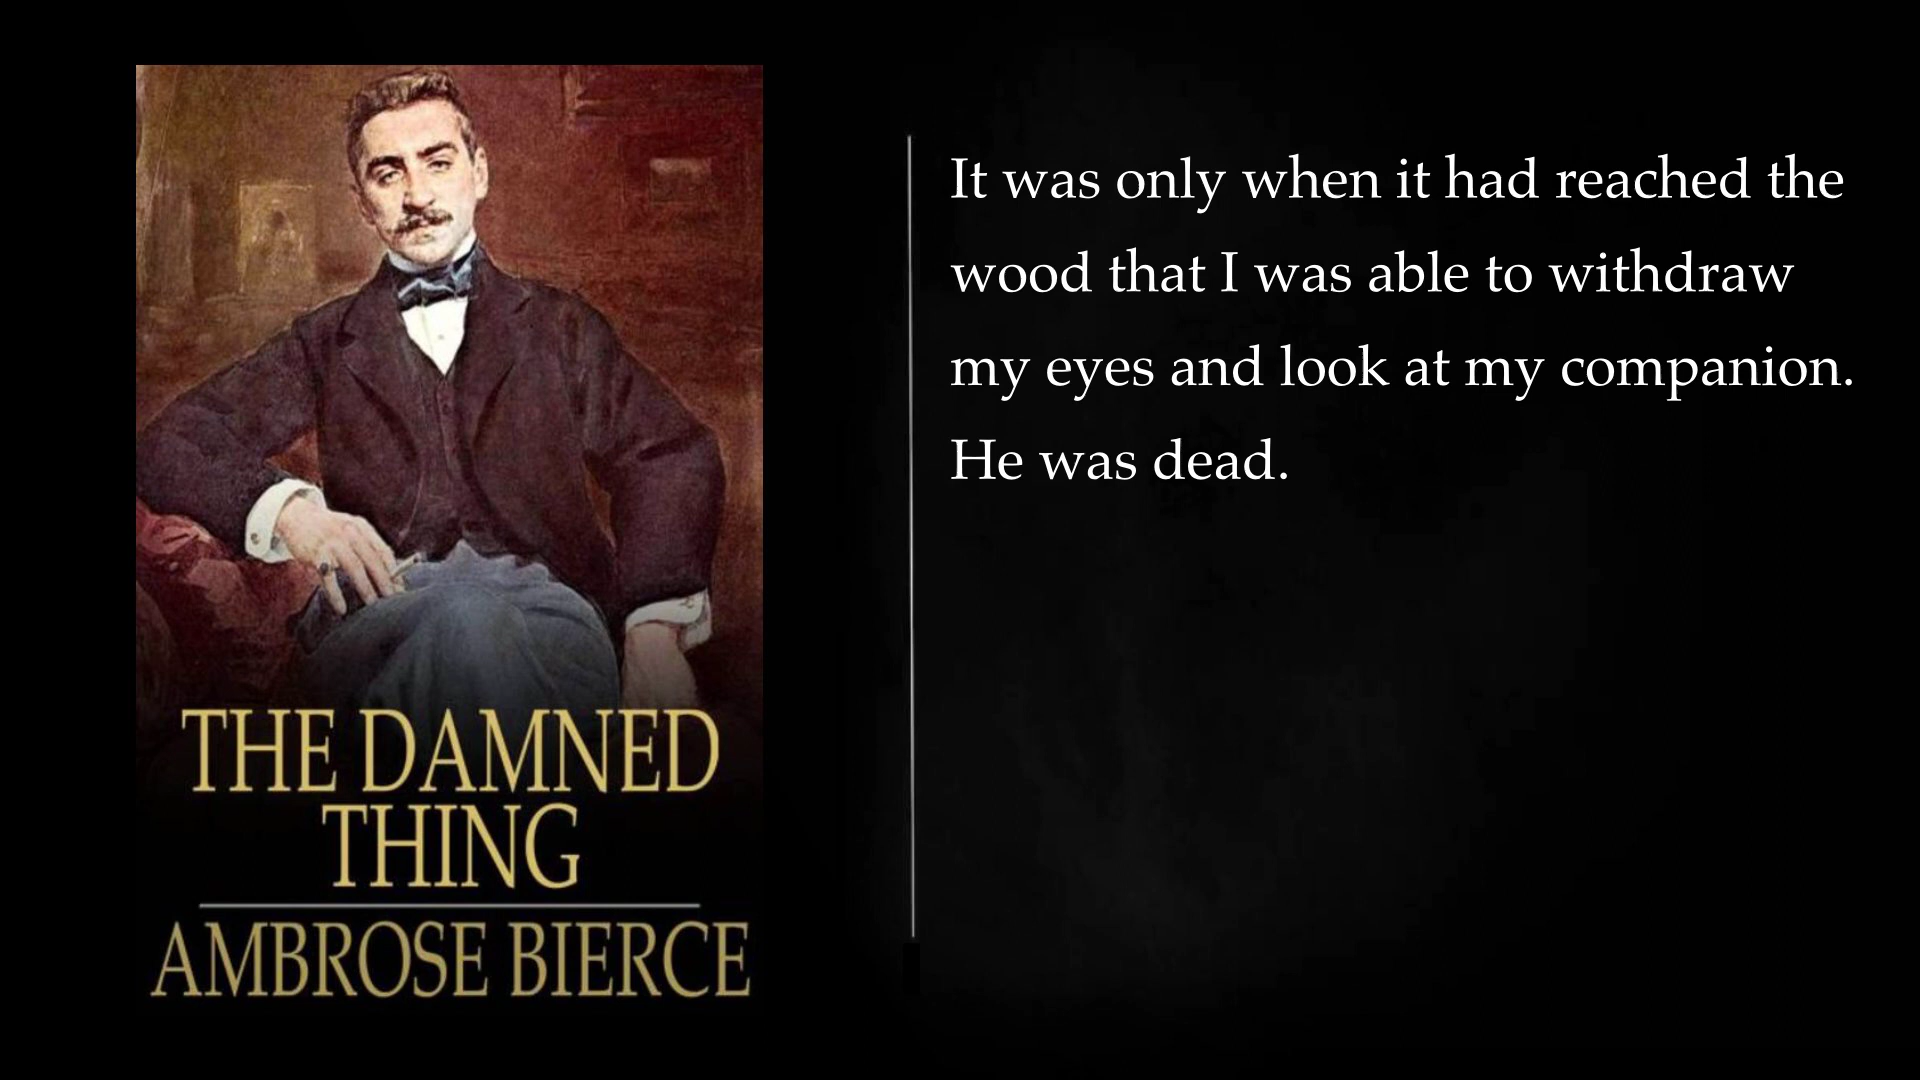 THE DAMNED
THING
AMBROSE BIERCE
It was only when it had reached the
wood that I was able to withdraw
my eyes and look at my companion.
He was dead.